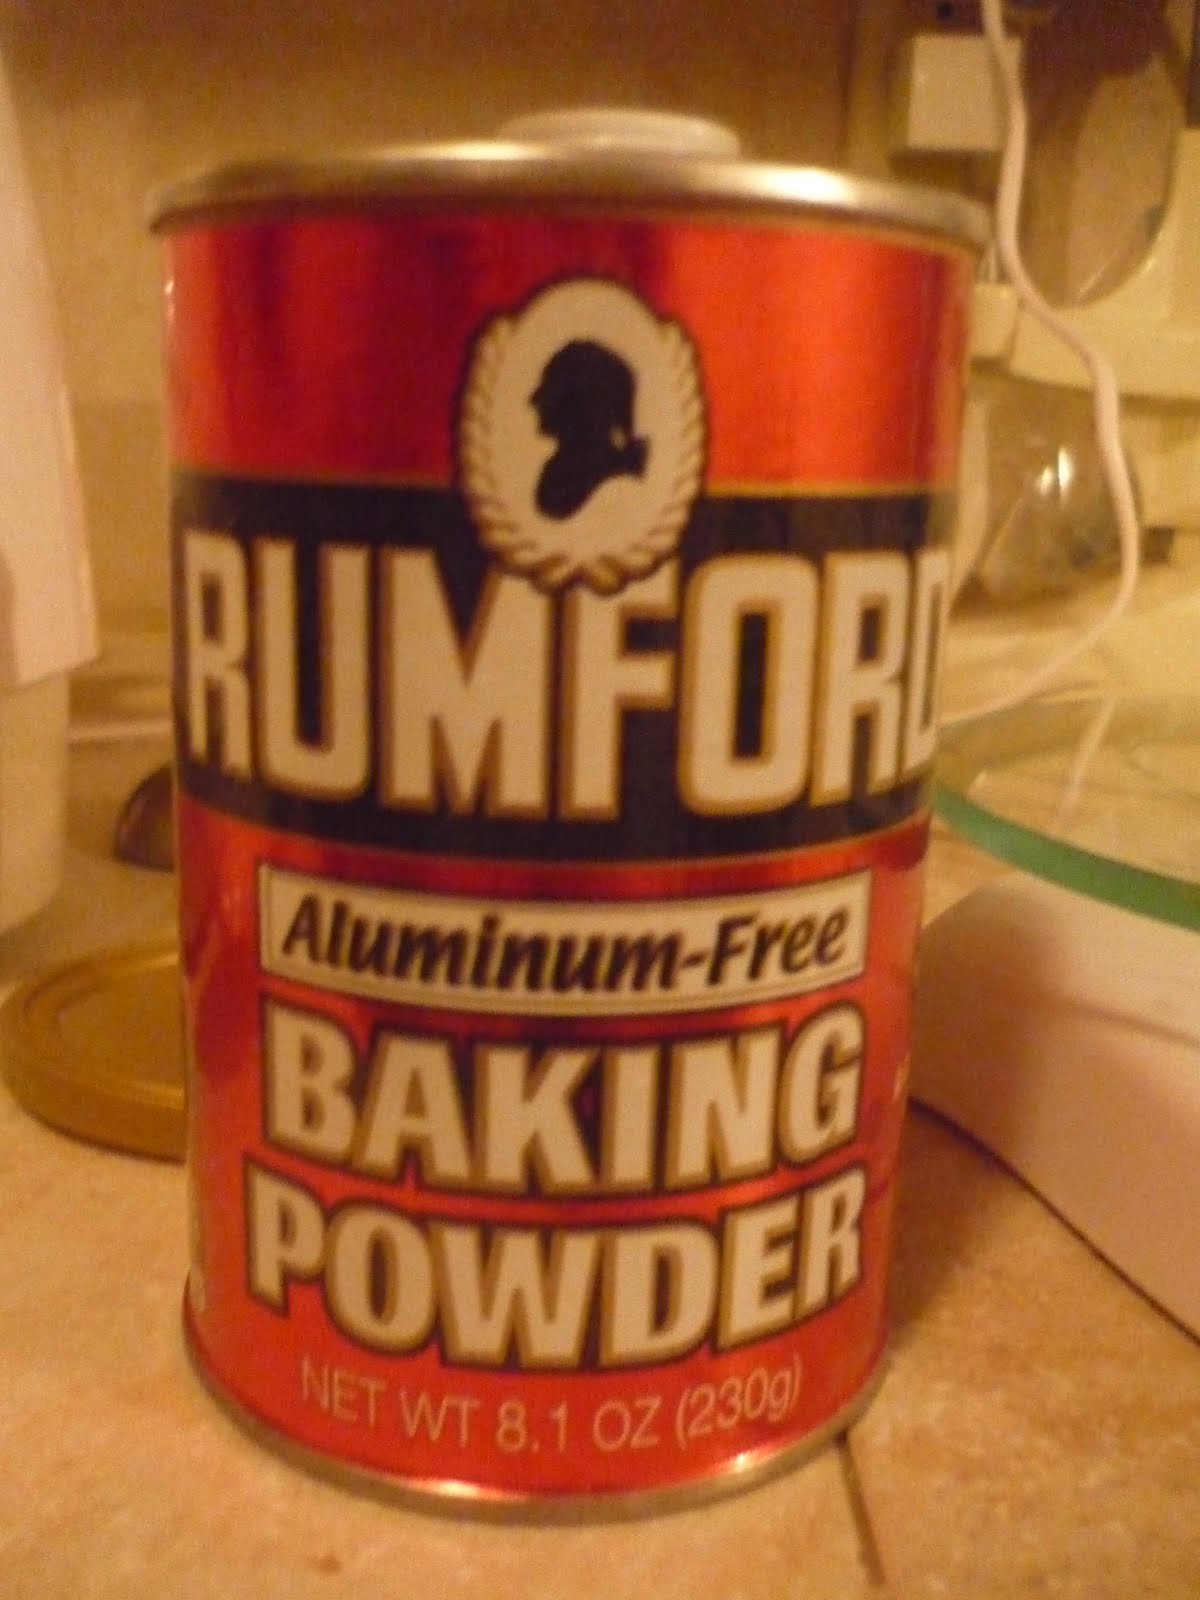 RUMFORD
Aluminum-Free
BAKING
POWDER
NET WT 8.1 OZ (230g)